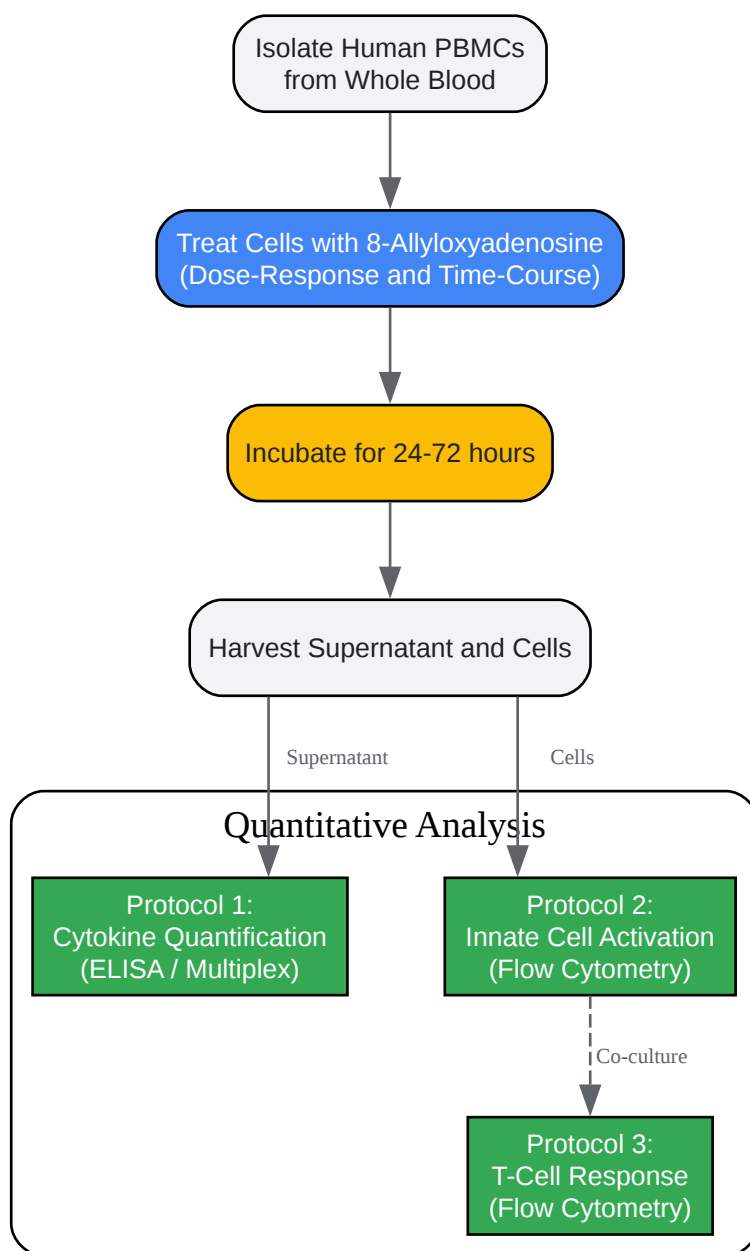 Isolate Human PBMCs
from Whole Blood
Treat Cells with 8-Allyloxyadenosine
(Dose-Response and Time-Course)
Incubate for 24-72 hours
Harvest Supernatant and Cells
Supernatant
Cells
Quantitative Analysis
Protocol 1:
Cytokine Quantification
(ELISA / Multiplex)
Protocol 2:
Innate Cell Activation
(Flow Cytometry)
Co-culture
Protocol 3:
T-Cell Response
(Flow Cytometry)